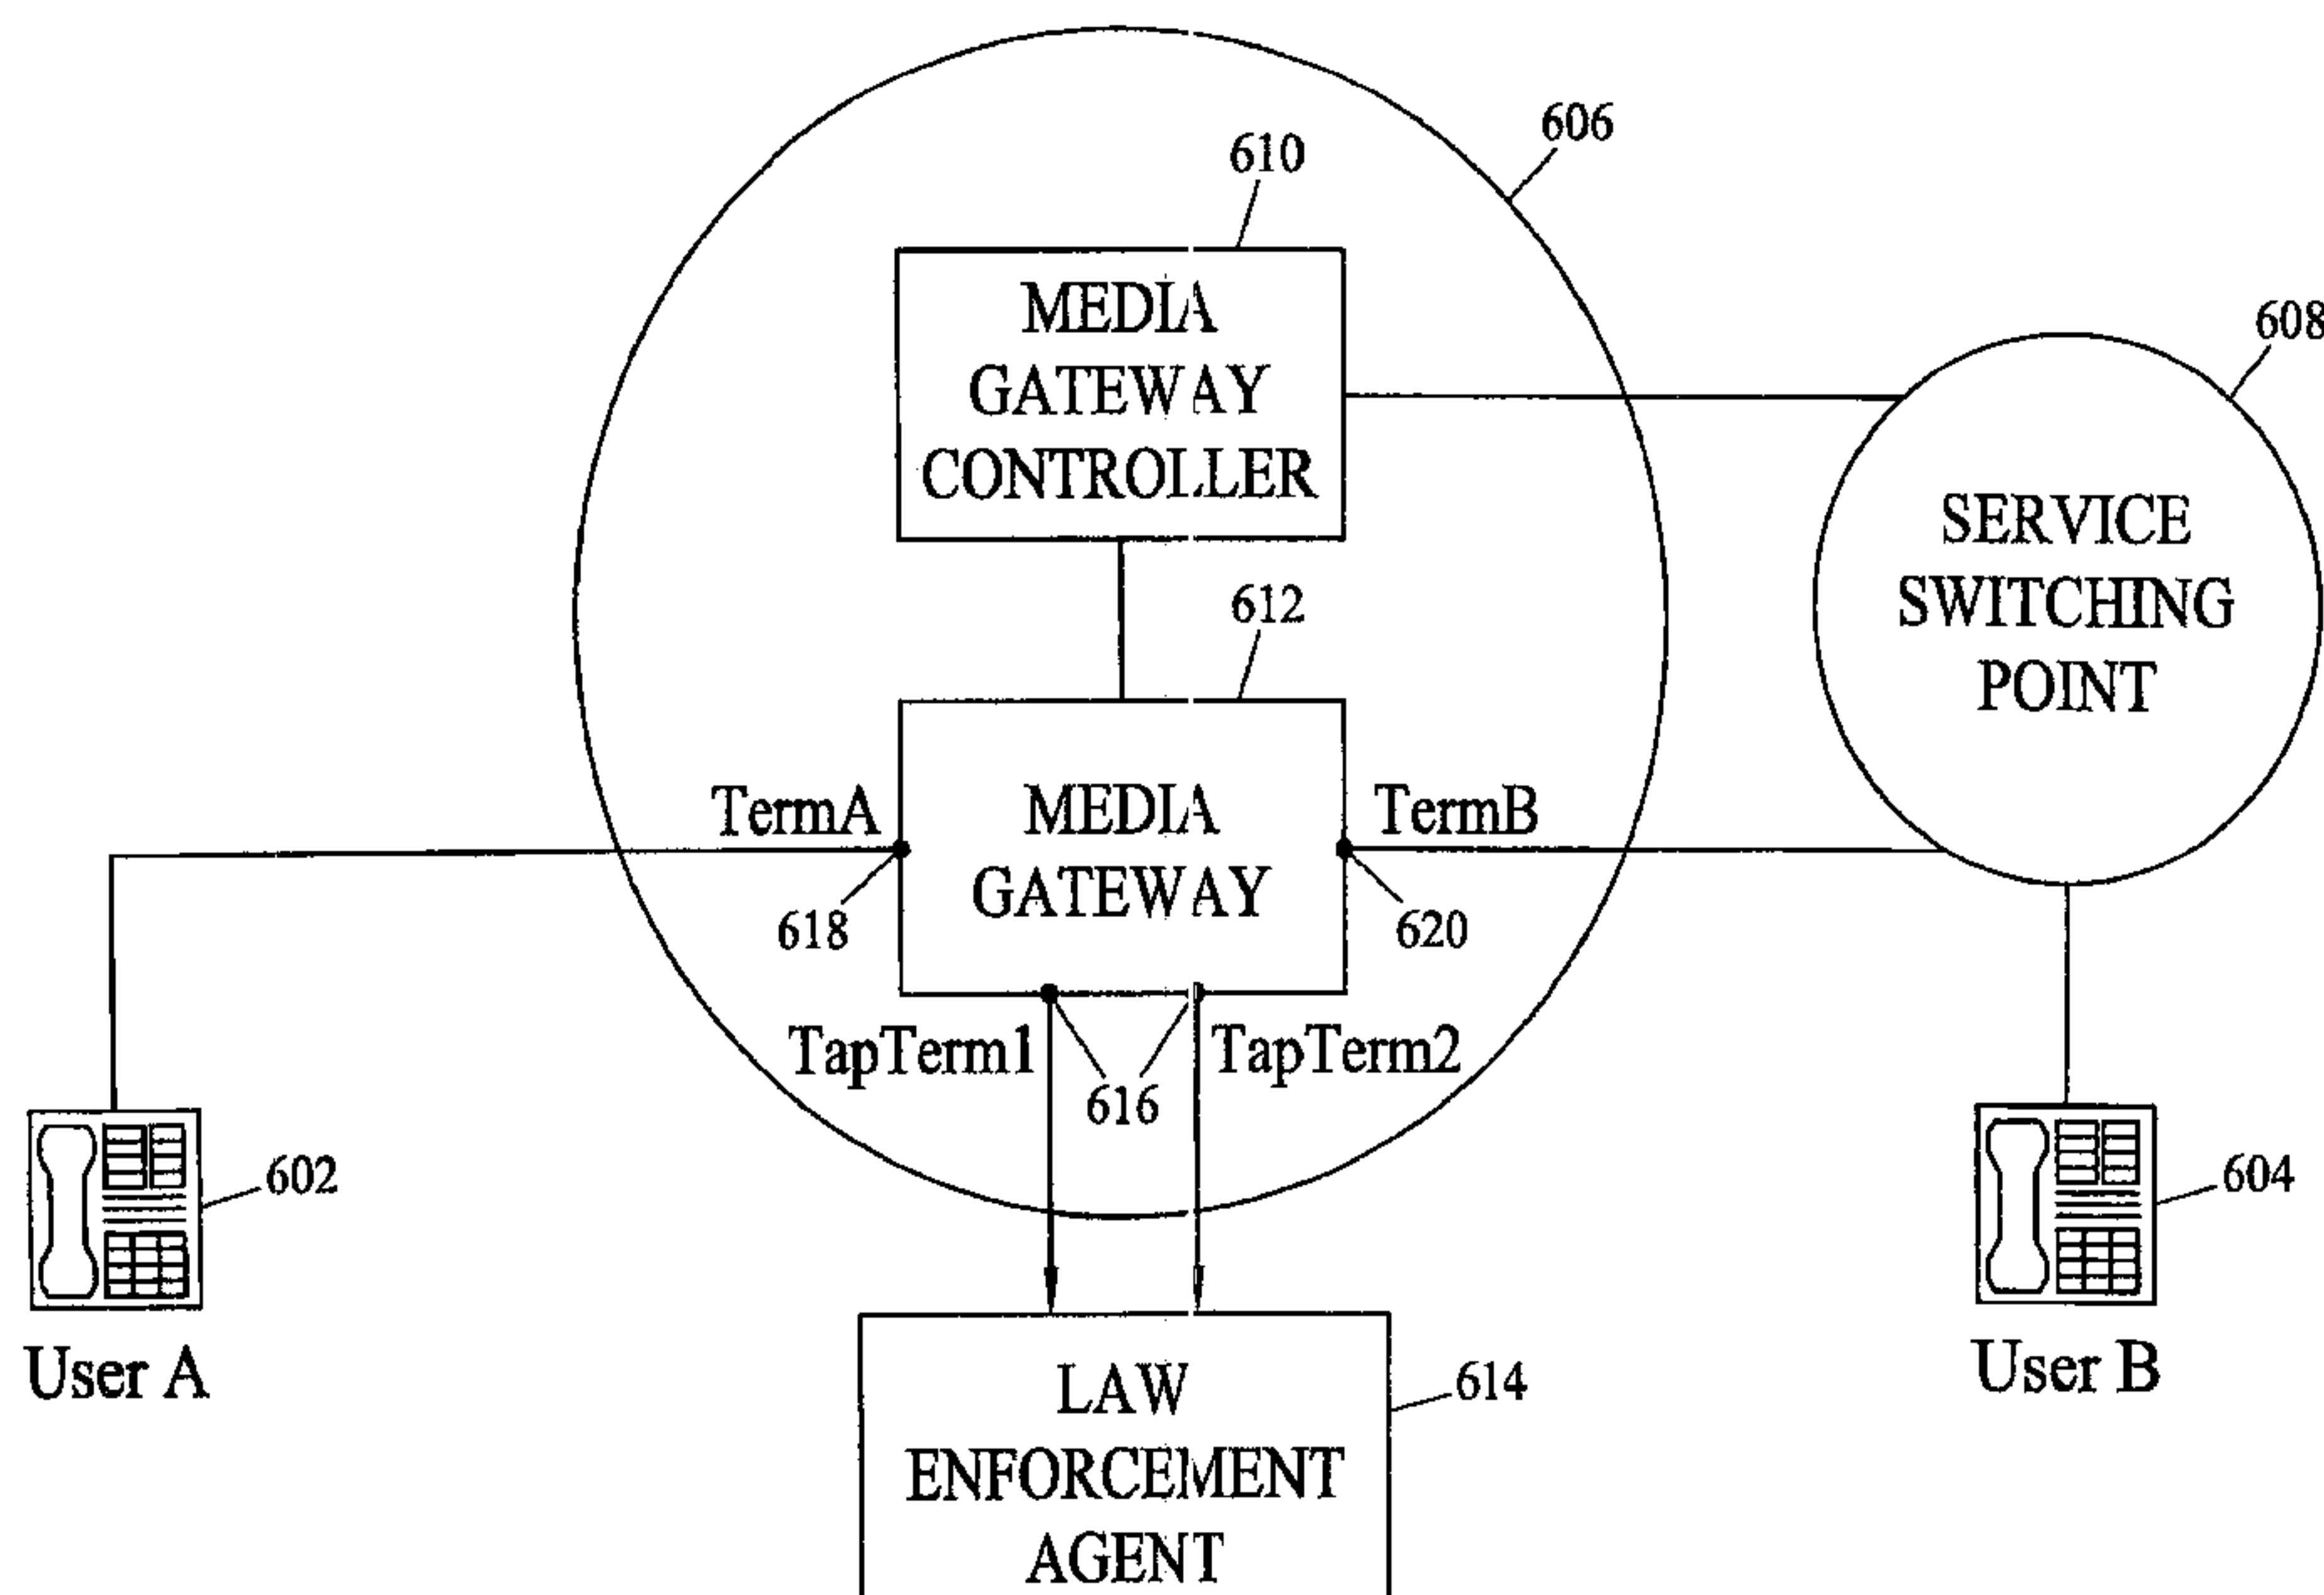 606
610
MEDIA
GATEWAY
CONTROLLER
608
SERVICE
SWITCHING
POINT
612
TermA
MEDIA
GATEWAY
TermB
618
620
TapTerm1
TapTerm2
616
602
604
User A
User B
LAW
ENFORCEMENT
AGENT
614